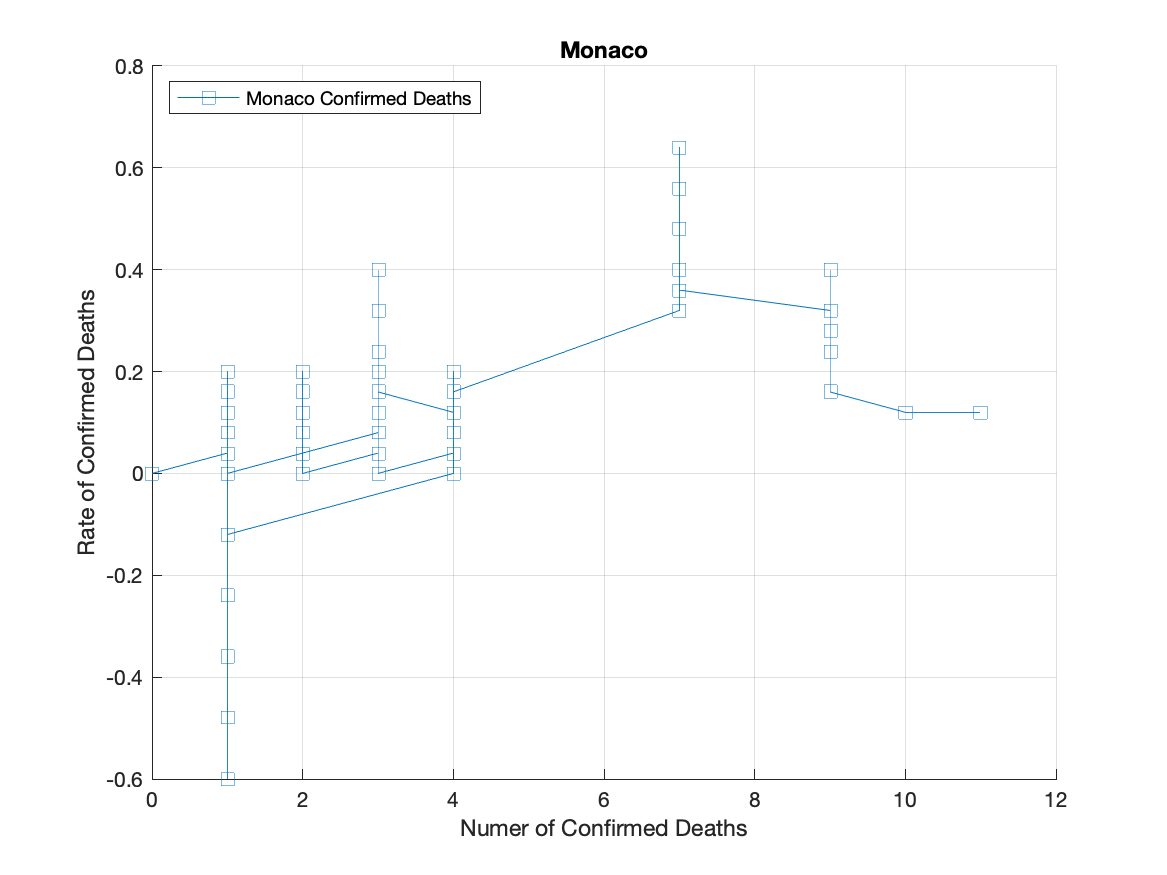 Monaco
Monaco Confirmed Deaths
0.8
0.6
0.4
0.2
0
-0.2
-0.4
-0.6
Rate of Confirmed Deaths
0 2 4 6 8 10 12
Numer of Confirmed Deaths